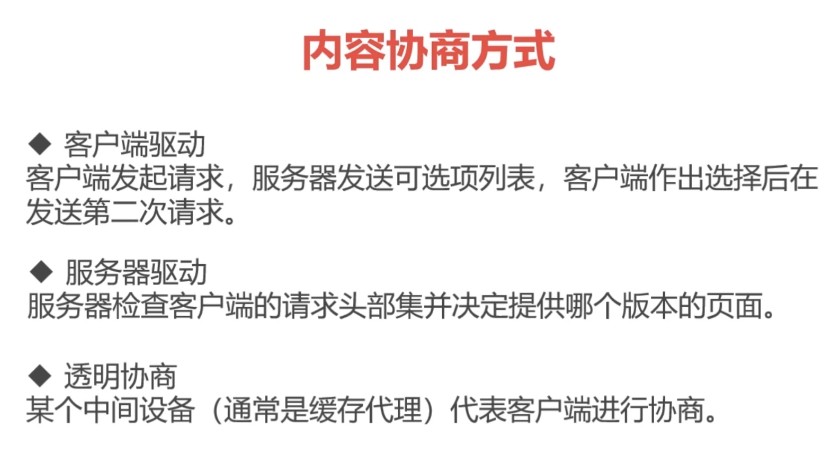 内容协商方式
◆ 客户端驱动
客户端发起请求，服务器发送可选项列表，客户端作出选择后在
发送第二次请求。
◆ 服务器驱动
服务器检查客户端的请求头部集并决定提供哪个版本的页面。
◆ 透明协商
某个中间设备（通常是缓存代理）代表客户端进行协商。